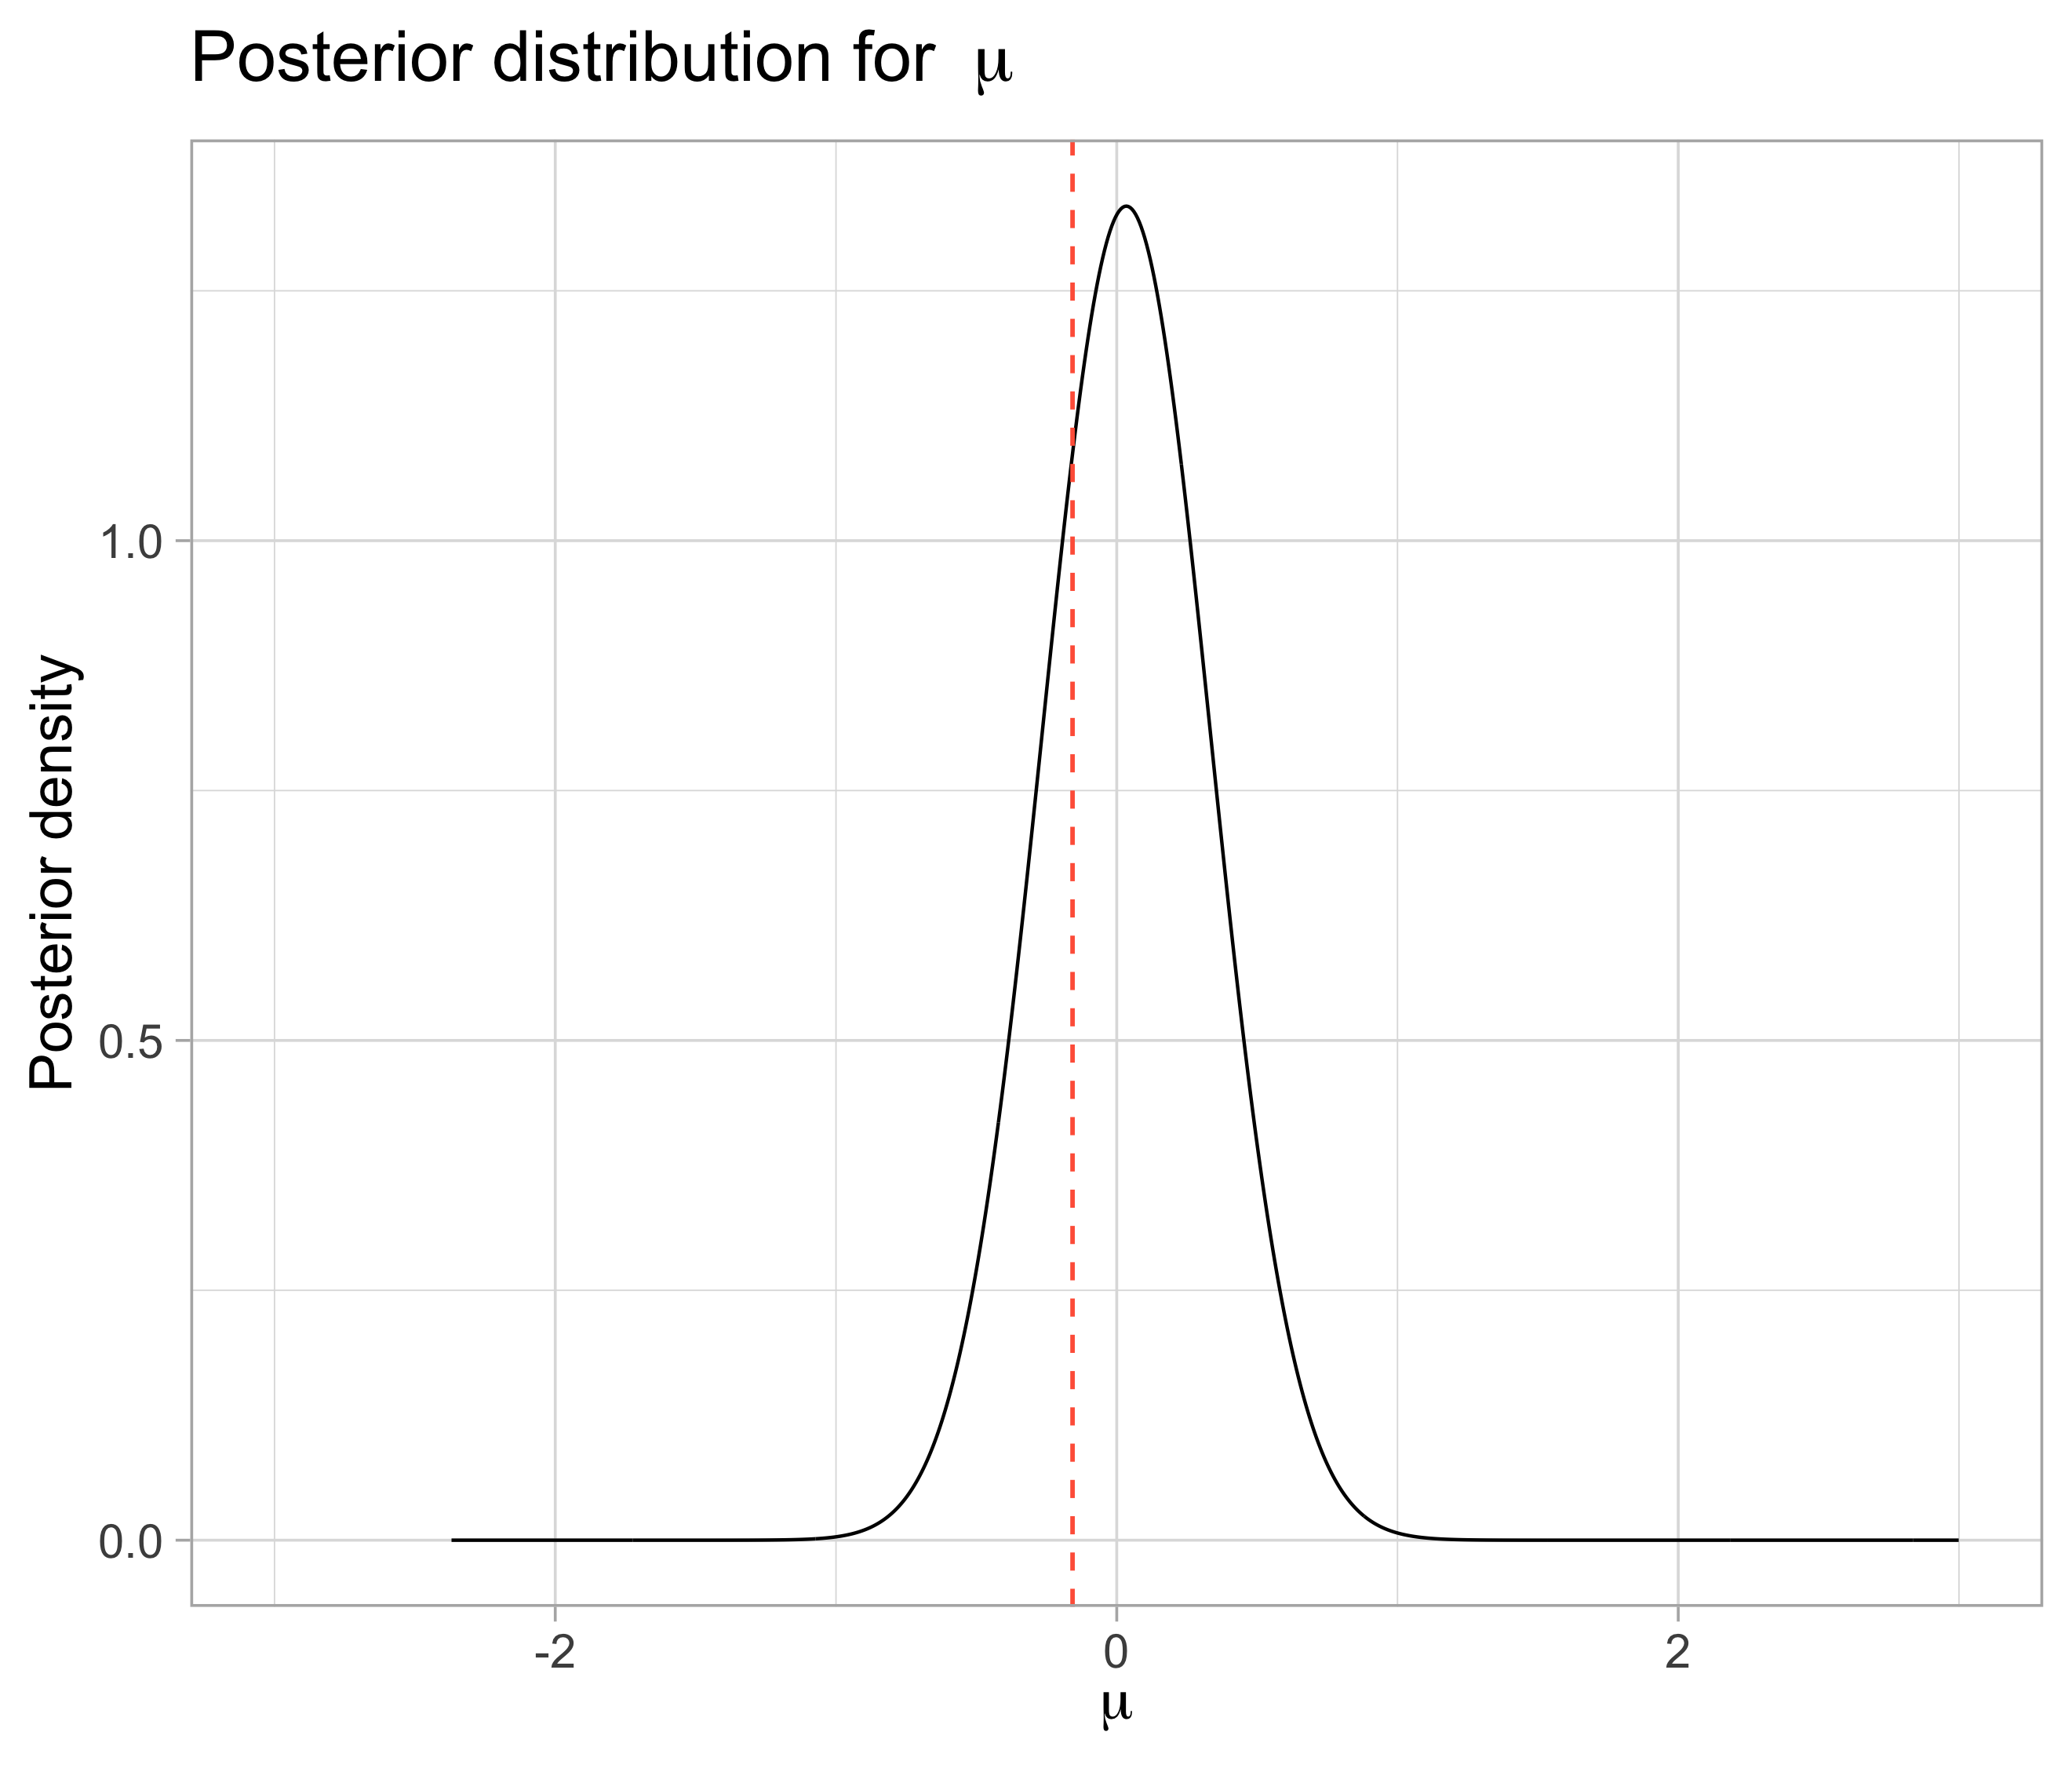 Posterior distribution for μ
Posterior density
1.0
0.5
0.0
-2 0 2
μ